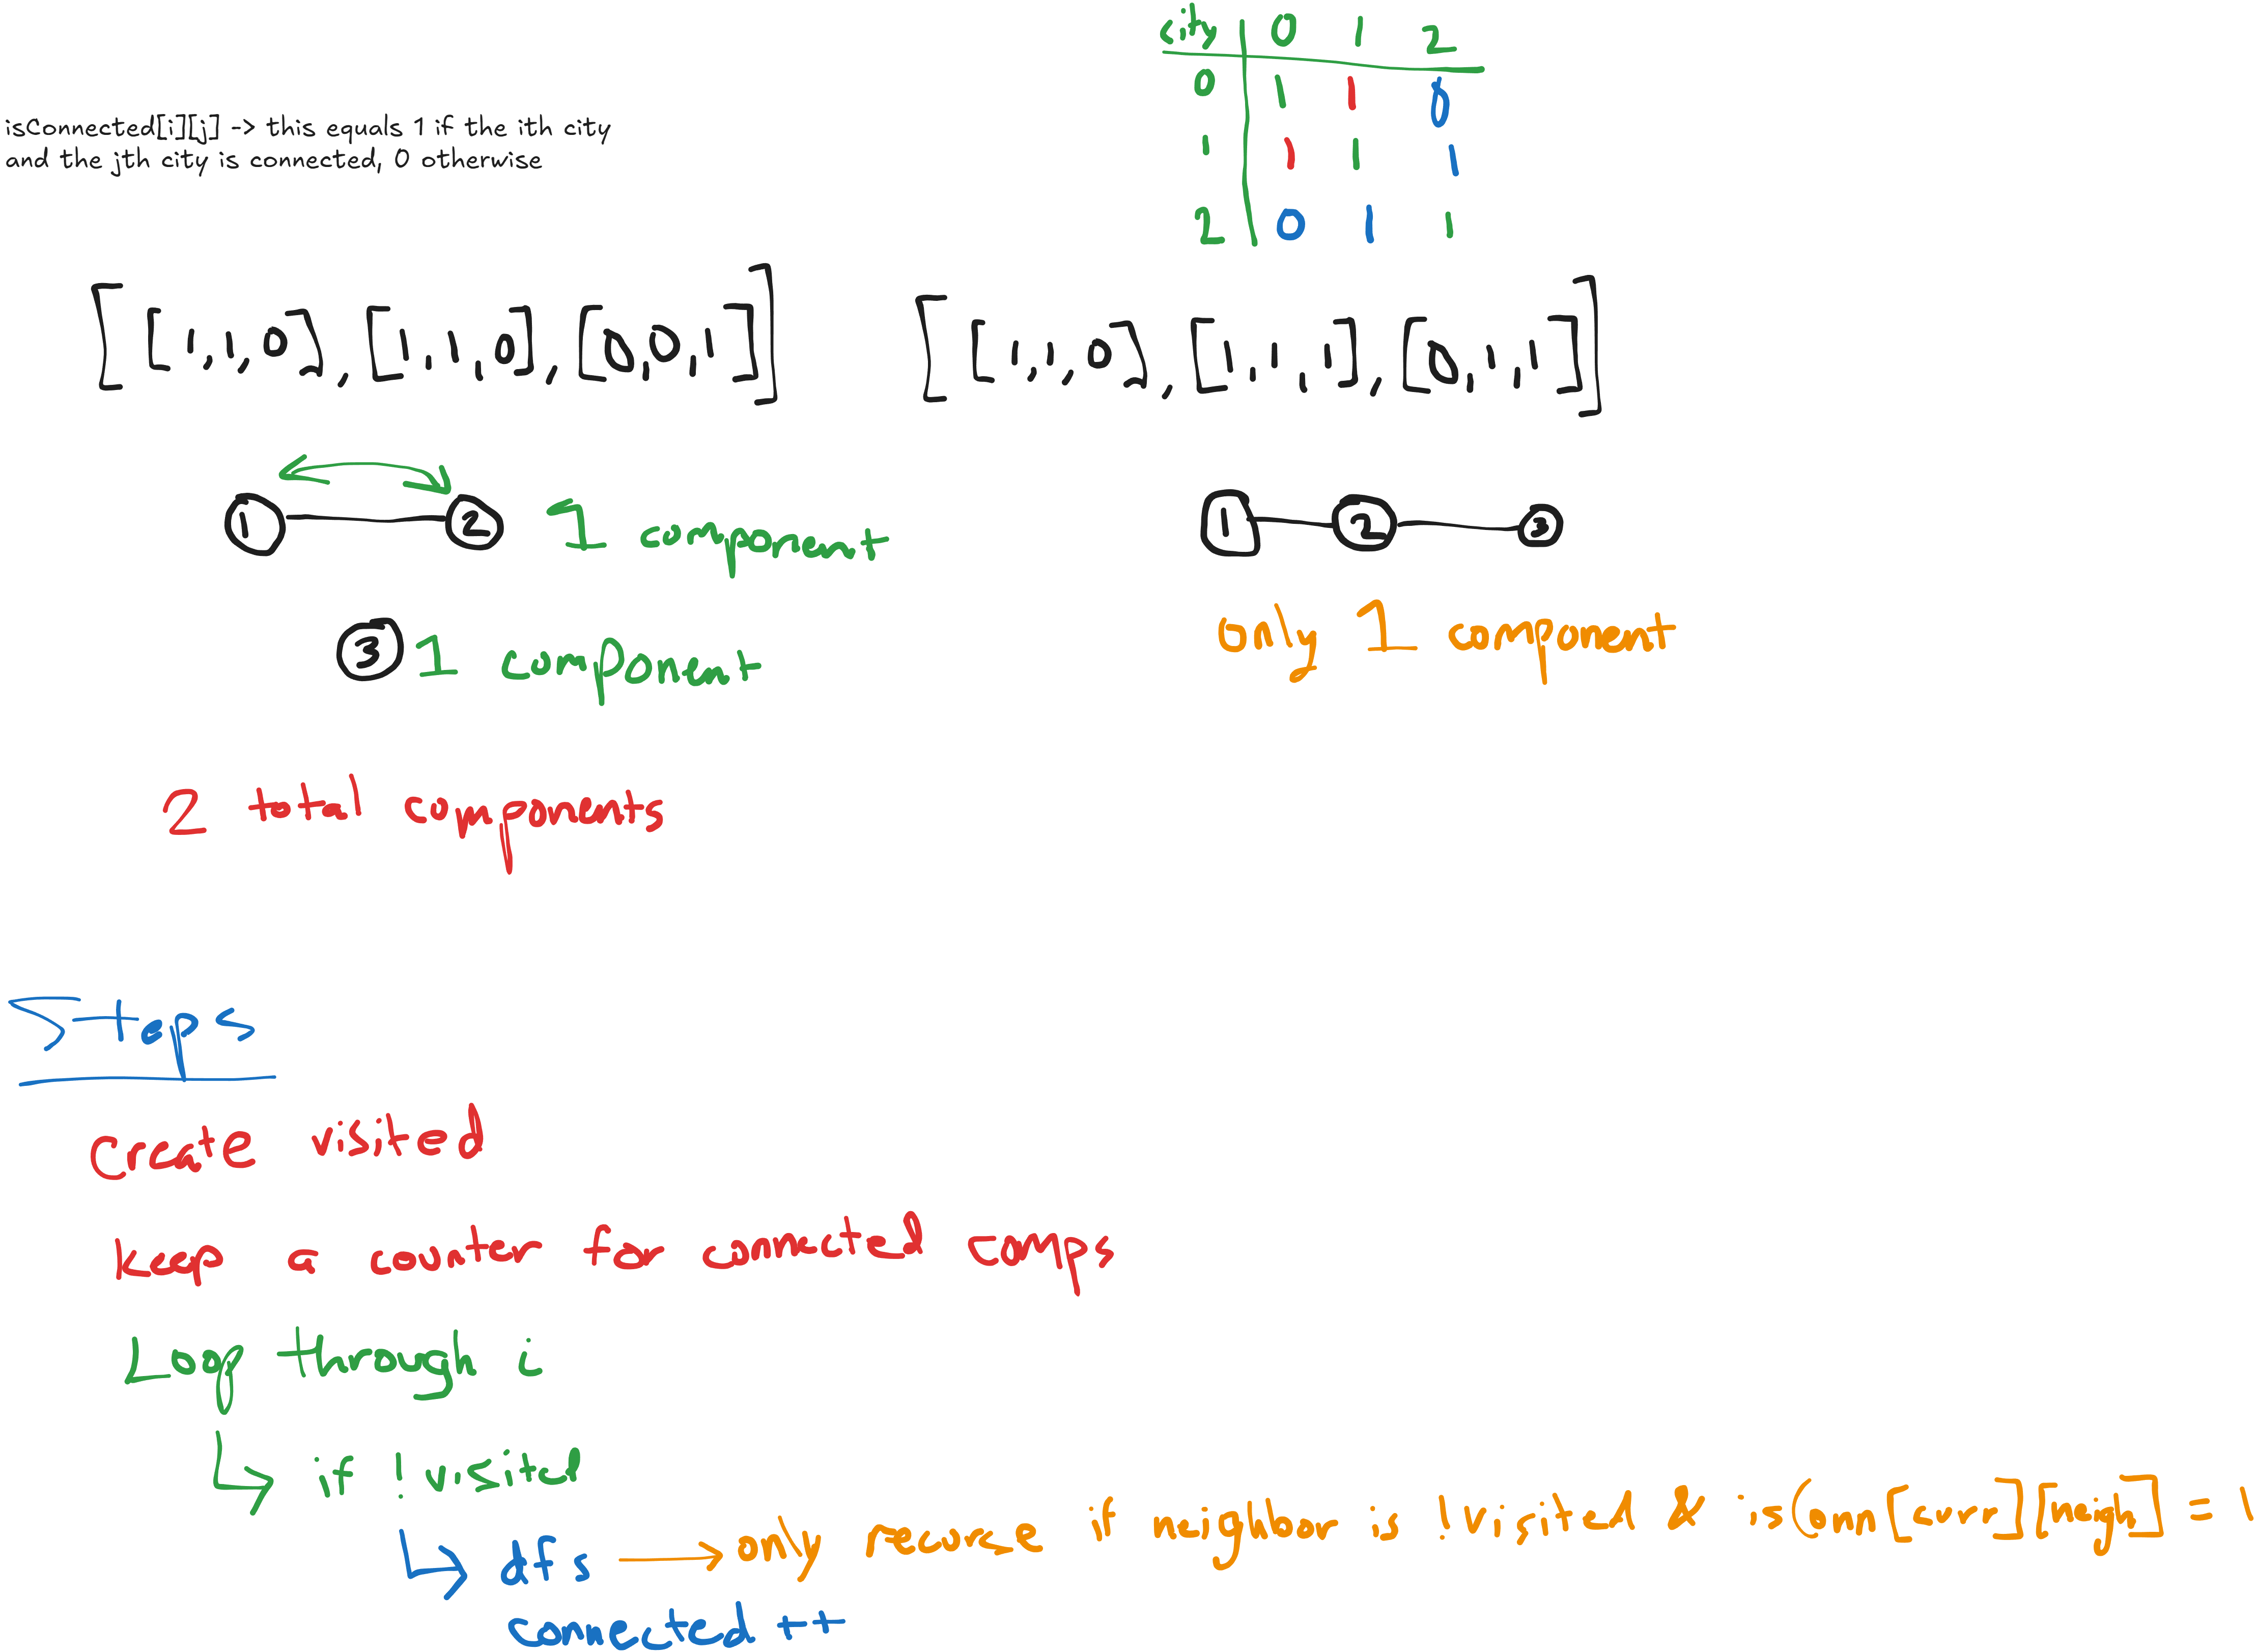 city 0 1 2
0 1 1 0
1 1 1 1
2 0 1 1
isConnected[i][j] -> this equals 1 if the ith city
and the jth city is connected, 0 otherwise
[[1,1,0],[1,1,0],[0,0,1]]
[[1,1,0],[1,1,1],[0,1,1]]
1 2 1 component
3 1 component
2 total components
1 2 3
only 1 component
Steps
Create visited
keep a counter for connected comps
Loop through i
if !visited
dfs → only recurse if neighbor is !visited & isConn[curr][neigh] = 1
connected ++